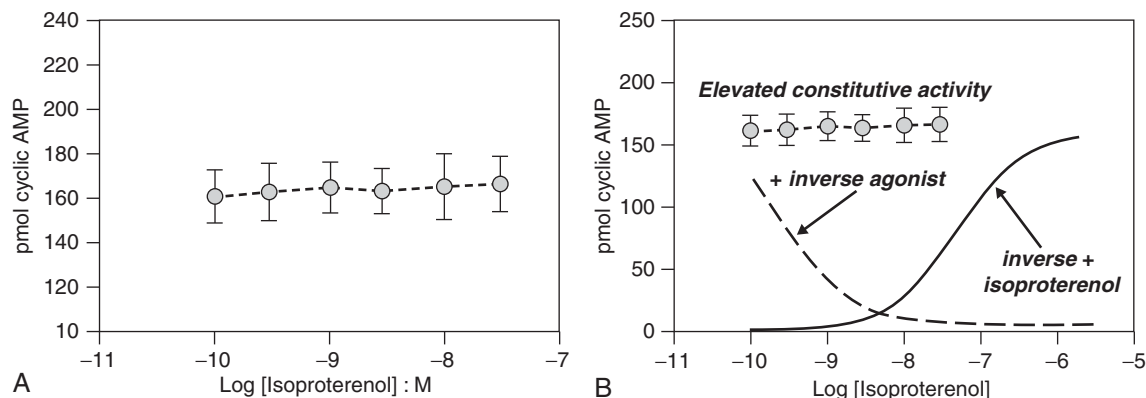 240
220
200
180
160
140
120
10
pmol cyclic AMP
−11
−10
−9
−8
−7
Log [Isoproterenol] : M
A
250
200
150
100
50
0
pmol cyclic AMP
Elevated constitutive activity
+ inverse agonist
inverse +
isoproterenol
−11
−10
−9
−8
−7
−6
−5
Log [Isoproterenol]
B